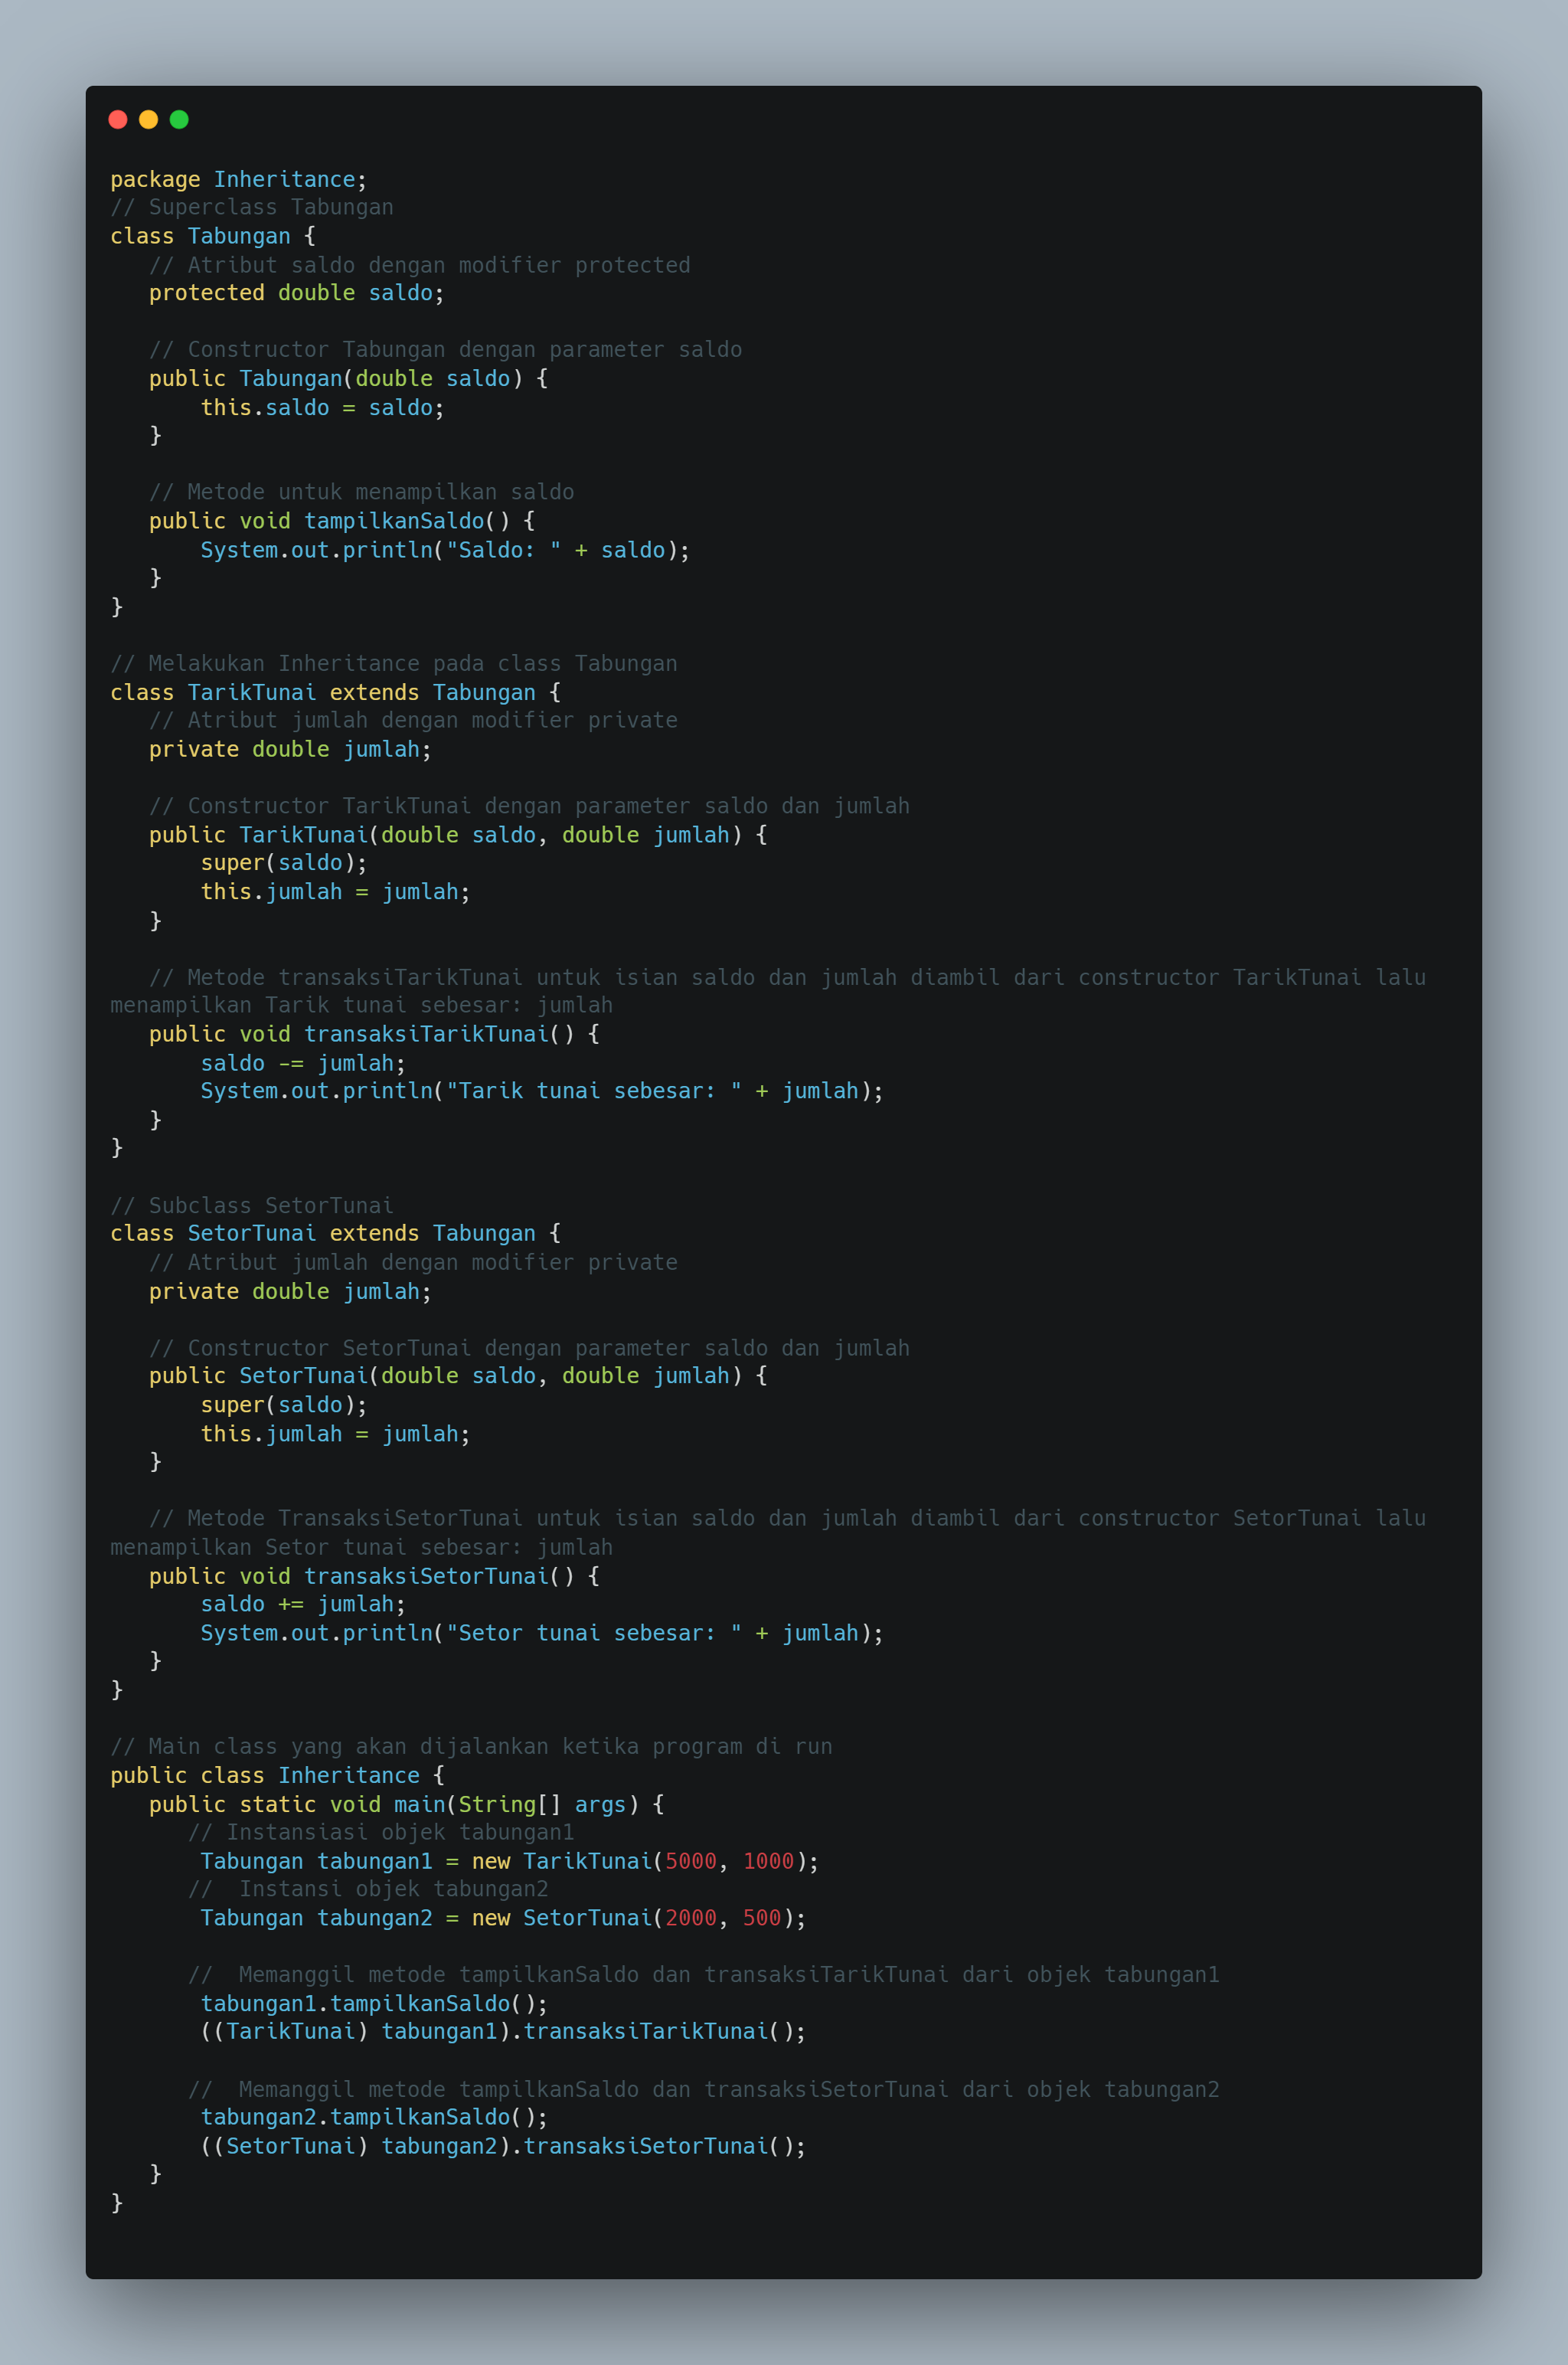 package Inheritance;
// Superclass Tabungan
class Tabungan {
   // Atribut saldo dengan modifier protected
   protected double saldo;

   // Constructor Tabungan dengan parameter saldo
   public Tabungan(double saldo) {
       this.saldo = saldo;
   }

   // Metode untuk menampilkan saldo
   public void tampilkanSaldo() {
       System.out.println("Saldo: " + saldo);
   }
}

// Melakukan Inheritance pada class Tabungan
class TarikTunai extends Tabungan {
   // Atribut jumlah dengan modifier private
   private double jumlah;

   // Constructor TarikTunai dengan parameter saldo dan jumlah
   public TarikTunai(double saldo, double jumlah) {
       super(saldo);
       this.jumlah = jumlah;
   }

   // Metode transaksiTarikTunai untuk isian saldo dan jumlah diambil dari constructor TarikTunai lalu
menampilkan Tarik tunai sebesar: jumlah
   public void transaksiTarikTunai() {
       saldo -= jumlah;
       System.out.println("Tarik tunai sebesar: " + jumlah);
   }
}

// Subclass SetorTunai
class SetorTunai extends Tabungan {
   // Atribut jumlah dengan modifier private
   private double jumlah;

   // Constructor SetorTunai dengan parameter saldo dan jumlah
   public SetorTunai(double saldo, double jumlah) {
       super(saldo);
       this.jumlah = jumlah;
   }

   // Metode TransaksiSetorTunai untuk isian saldo dan jumlah diambil dari constructor SetorTunai lalu
menampilkan Setor tunai sebesar: jumlah
   public void transaksiSetorTunai() {
       saldo += jumlah;
       System.out.println("Setor tunai sebesar: " + jumlah);
   }
}

// Main class yang akan dijalankan ketika program di run
public class Inheritance {
   public static void main(String[] args) {
      // Instansiasi objek tabungan1
       Tabungan tabungan1 = new TarikTunai(5000, 1000);
      //  Instansi objek tabungan2
       Tabungan tabungan2 = new SetorTunai(2000, 500);

      //  Memanggil metode tampilkanSaldo dan transaksiTarikTunai dari objek tabungan1
       tabungan1.tampilkanSaldo();
       ((TarikTunai) tabungan1).transaksiTarikTunai();

      //  Memanggil metode tampilkanSaldo dan transaksiSetorTunai dari objek tabungan2
       tabungan2.tampilkanSaldo();
       ((SetorTunai) tabungan2).transaksiSetorTunai();
   }
}